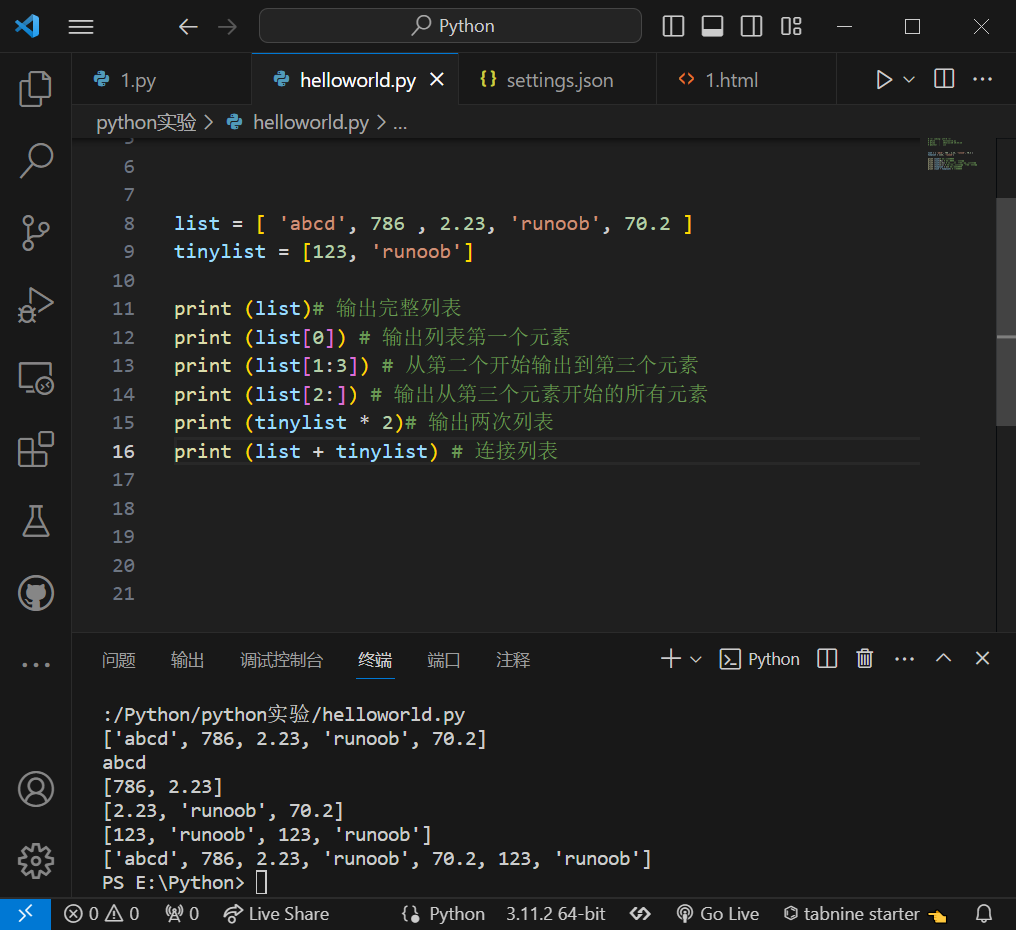 Python
1.py
helloworld.py
settings.json
1.html
python实验 > helloworld.py > ...
5
6
7
8 list = [ 'abcd', 786 , 2.23, 'runoob', 70.2 ]
9 tinylist = [123, 'runoob']
10
11 print (list)# 输出完整列表
12 print (list[0]) # 输出列表第一个元素
13 print (list[1:3]) # 从第二个开始输出到第三个元素
14 print (list[2:]) # 输出从第三个元素开始的所有元素
15 print (tinylist * 2)# 输出两次列表
16 print (list + tinylist) # 连接列表
17
18
19
20
21
问题 输出 调试控制台 终端 端口 注释 Python
:/Python/python实验/helloworld.py
['abcd', 786, 2.23, 'runoob', 70.2]
abcd
[786, 2.23]
[2.23, 'runoob', 70.2]
[123, 'runoob', 123, 'runoob']
['abcd', 786, 2.23, 'runoob', 70.2, 123, 'runoob']
PS E:\Python>
0 0 0 Live Share Python 3.11.2 64-bit Go Live tabnine starter